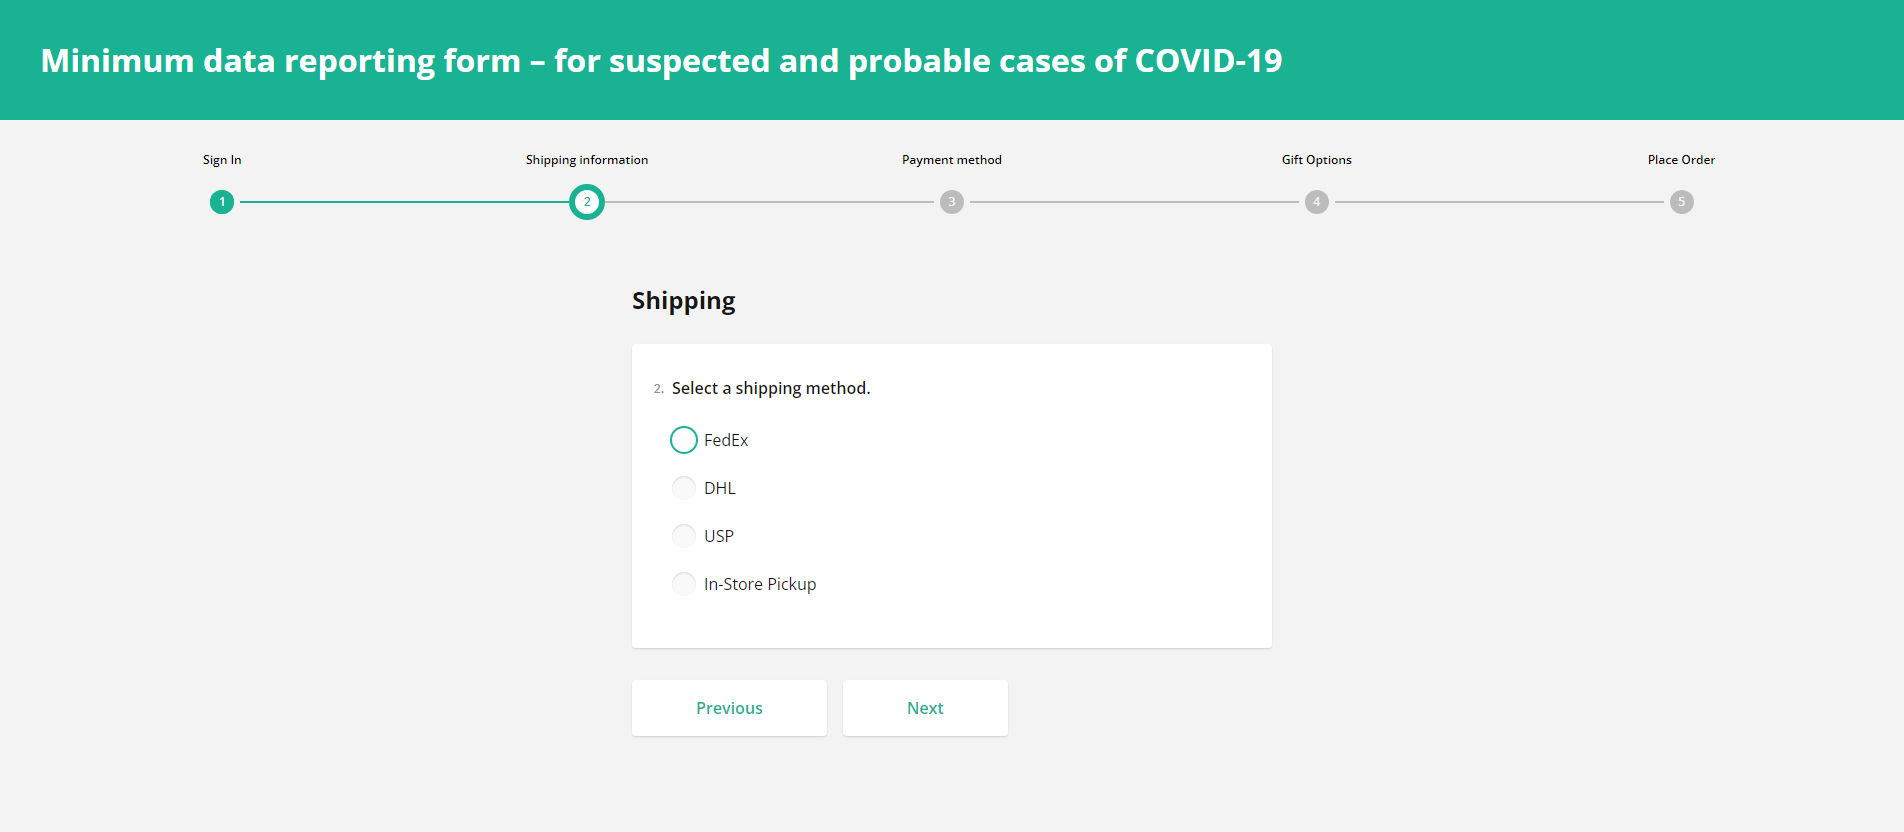 Minimum data reporting form – for suspected and probable cases of COVID-19
Sign In
Shipping information
Payment method
Gift Options
Place Order
1
2
3
4
5
Shipping
2. Select a shipping method.
FedEx
DHL
USP
In-Store Pickup
Previous
Next